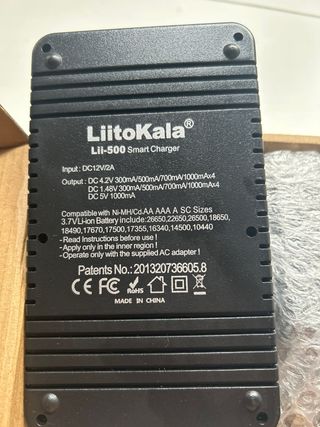 LiitoKala®
Lii-500 Smart Charger
Input : DC12V/2A
Output : DC 4.2V 300mA/500mA/700mA/1000mA×4
DC 1.48V 300mA/500mA/700mA/1000mA×4
DC 5V 1000mA
Compatible with Ni-MH/Cd.AA AAA A SC Sizes
3.7V Li-ion Battery include:26650,22650,26500,18650,
18490,17670,17500,17355,16340,14500,10440
- Read Instructions before use !
- Apply only in the inner region !
- Operate only with the supplied AC adapter !
Patents No.:201320736605.8
CE RoHS FC
MADE IN CHINA